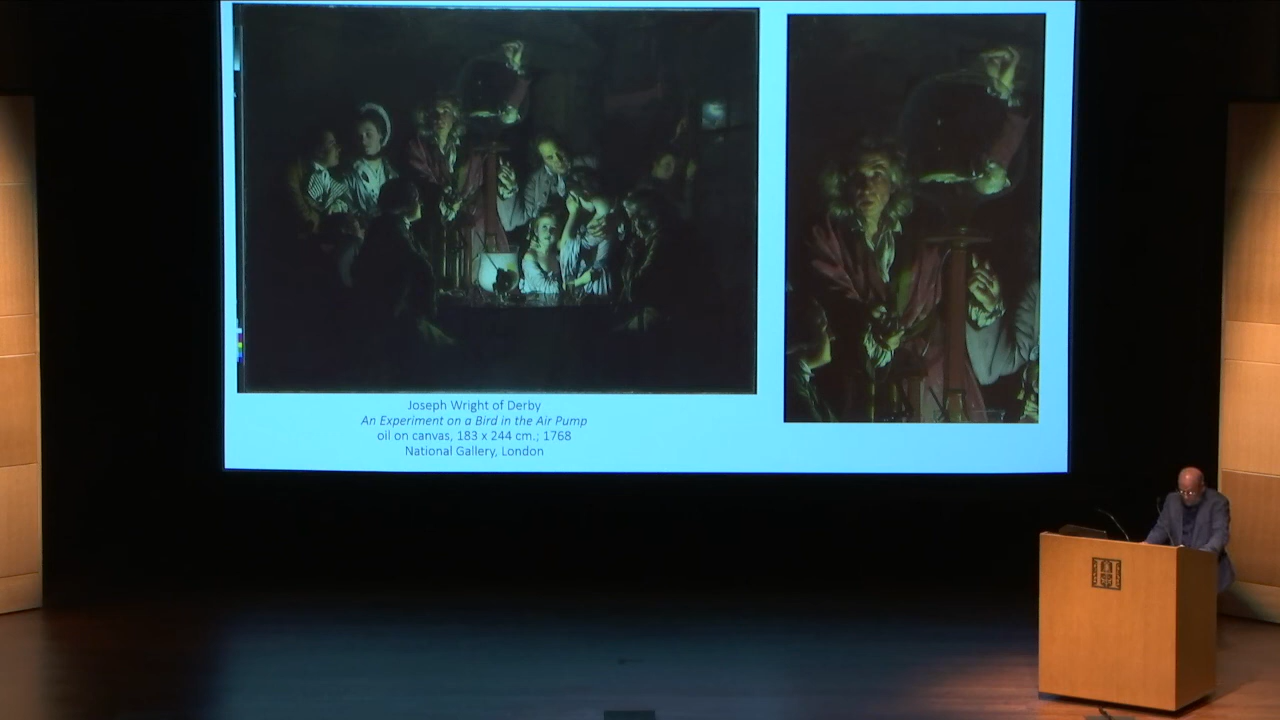 Joseph Wright of Derby
An Experiment on a Bird in the Air Pump
oil on canvas, 183 x 244 cm.; 1768
National Gallery, London